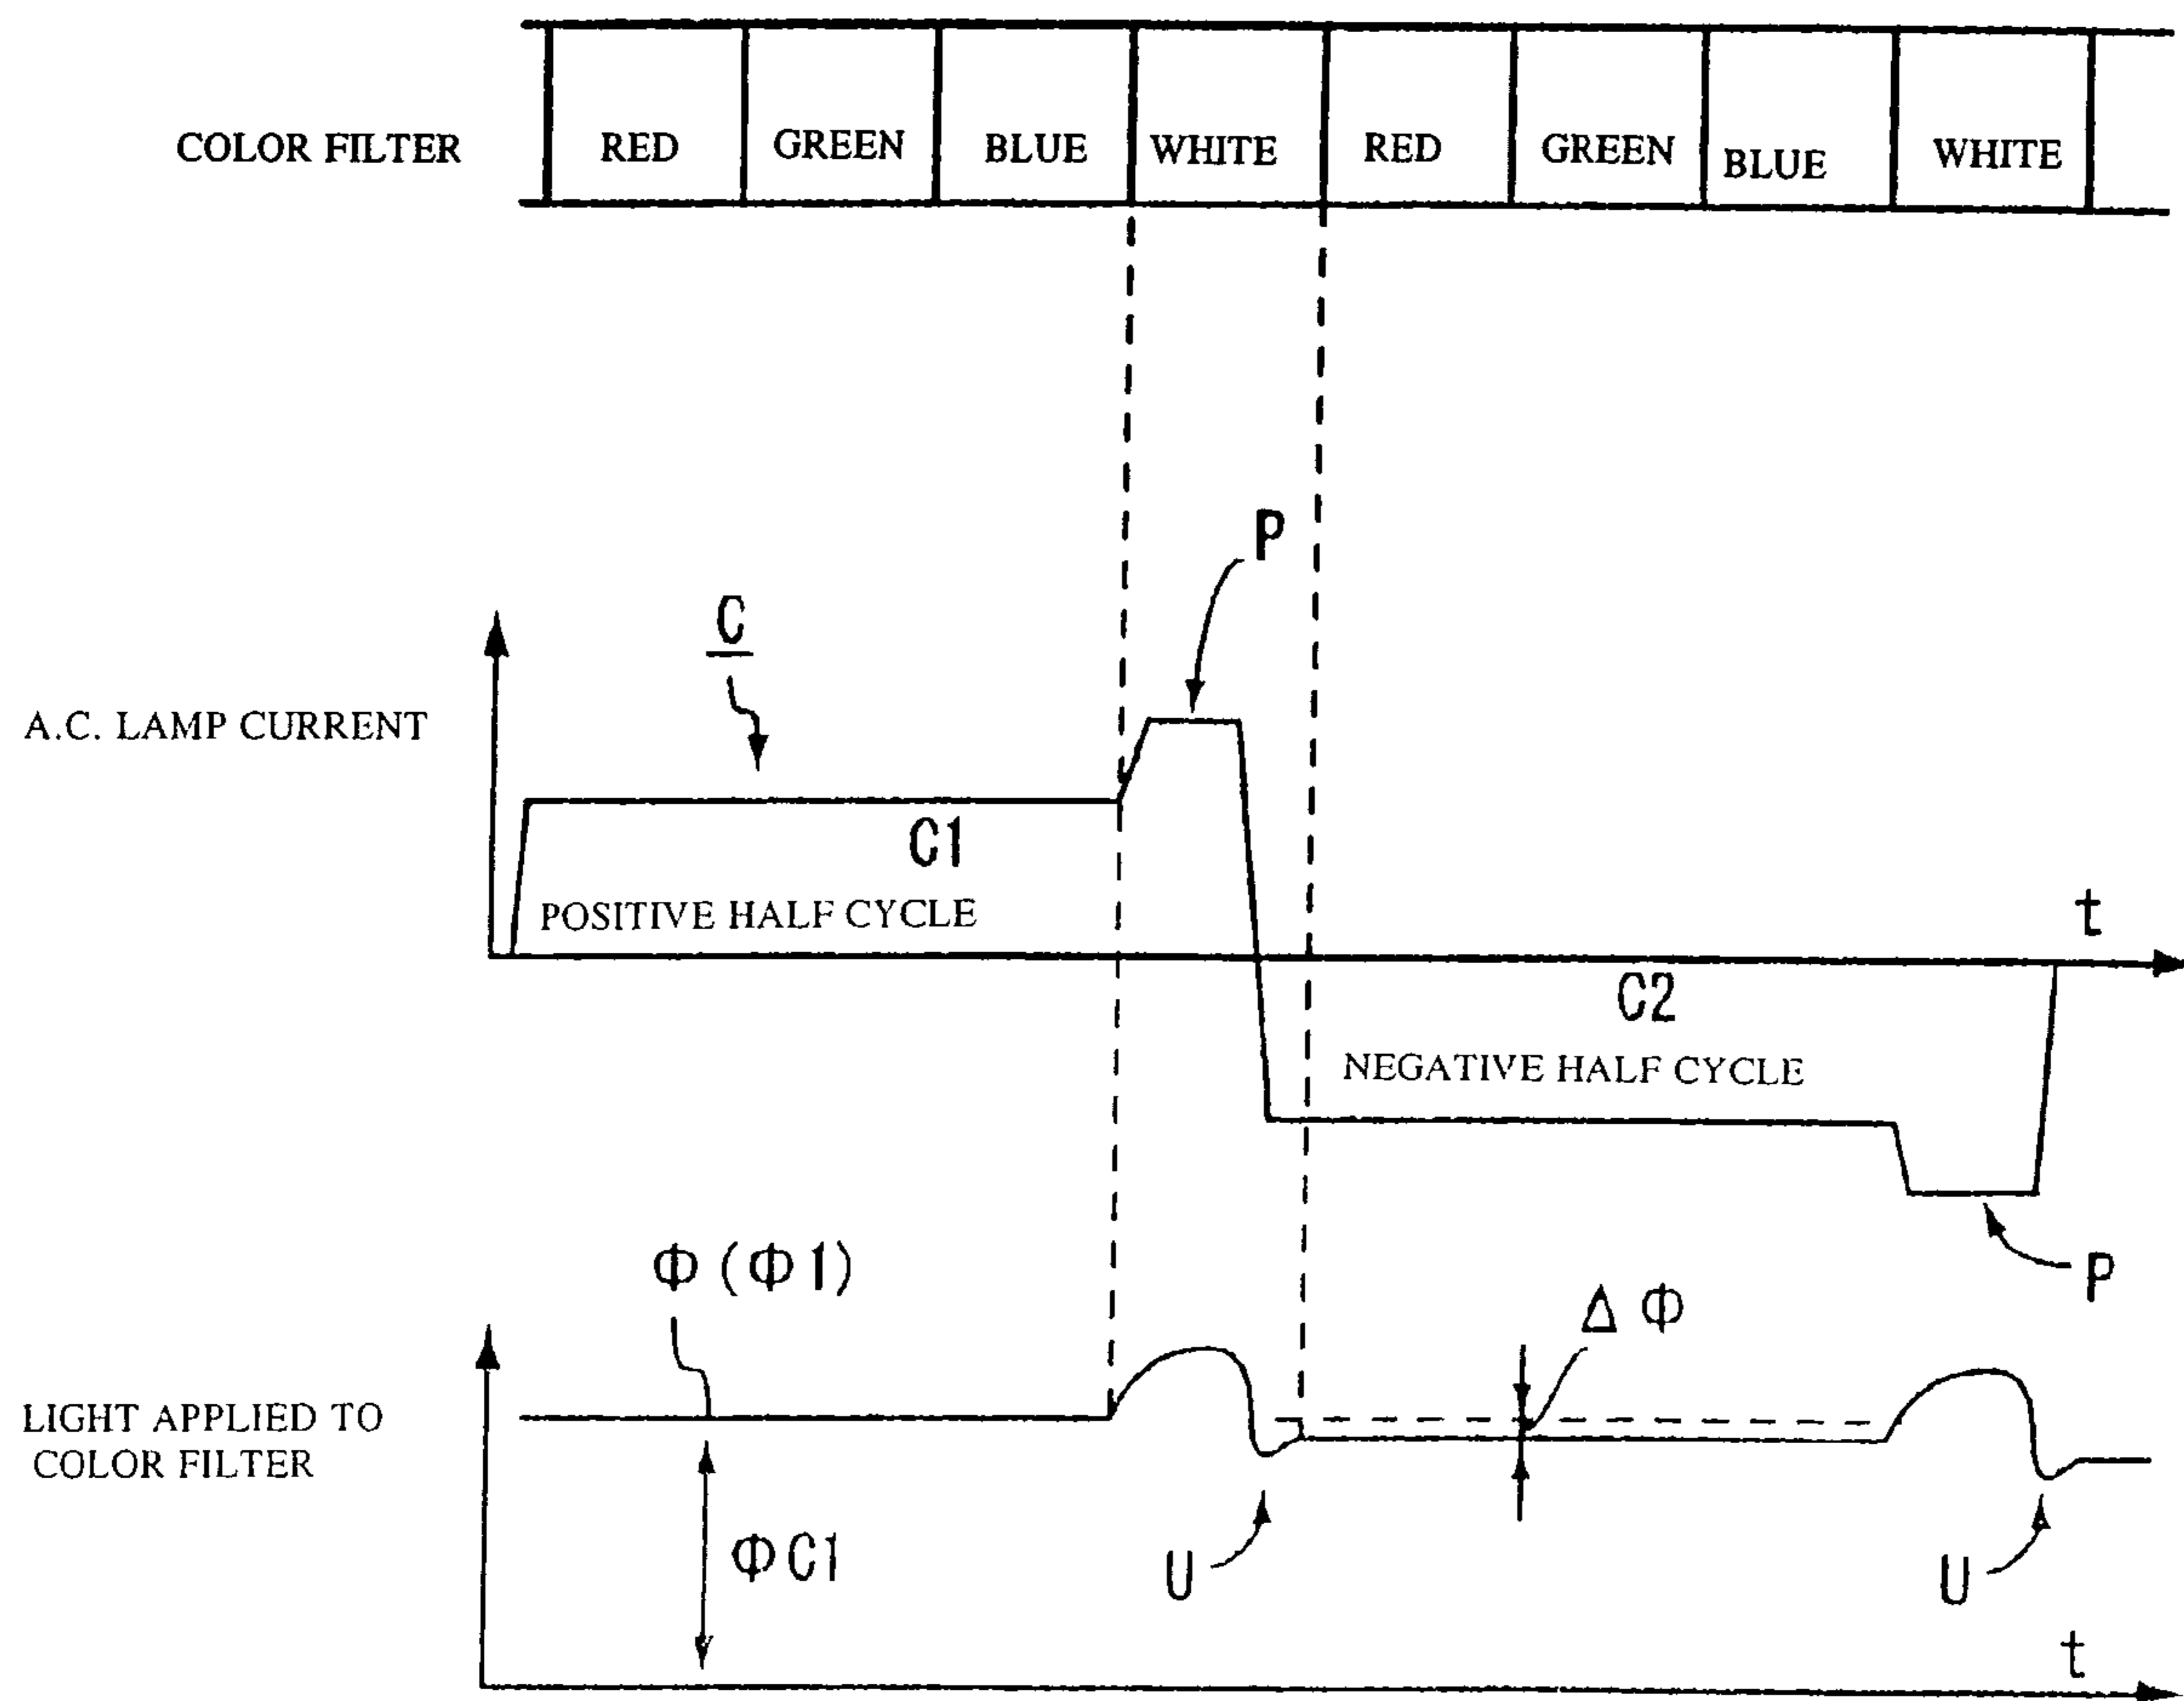 COLOR FILTER RED GREEN BLUE WHITE RED GREEN BLUE WHITE
P
C
A.C. LAMP CURRENT
C1
POSITIVE HALF CYCLE
t
C2
NEGATIVE HALF CYCLE
P
Φ(Φ1)
ΔΦ
LIGHT APPLIED TO
COLOR FILTER
ΦC1
U
U
t